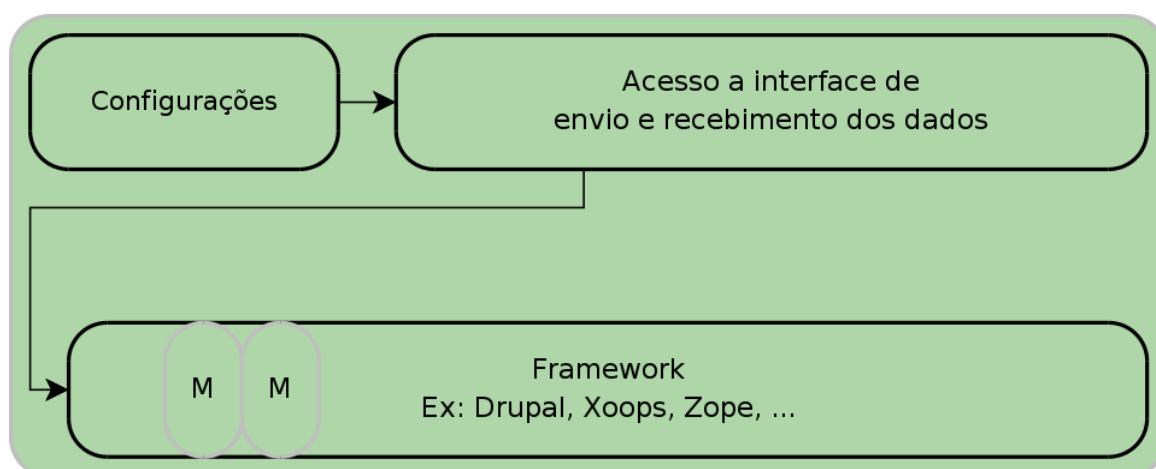 Configurações
Acesso a interface de
envio e recebimento dos dados
M
M
Framework
Ex: Drupal, Xoops, Zope, ...